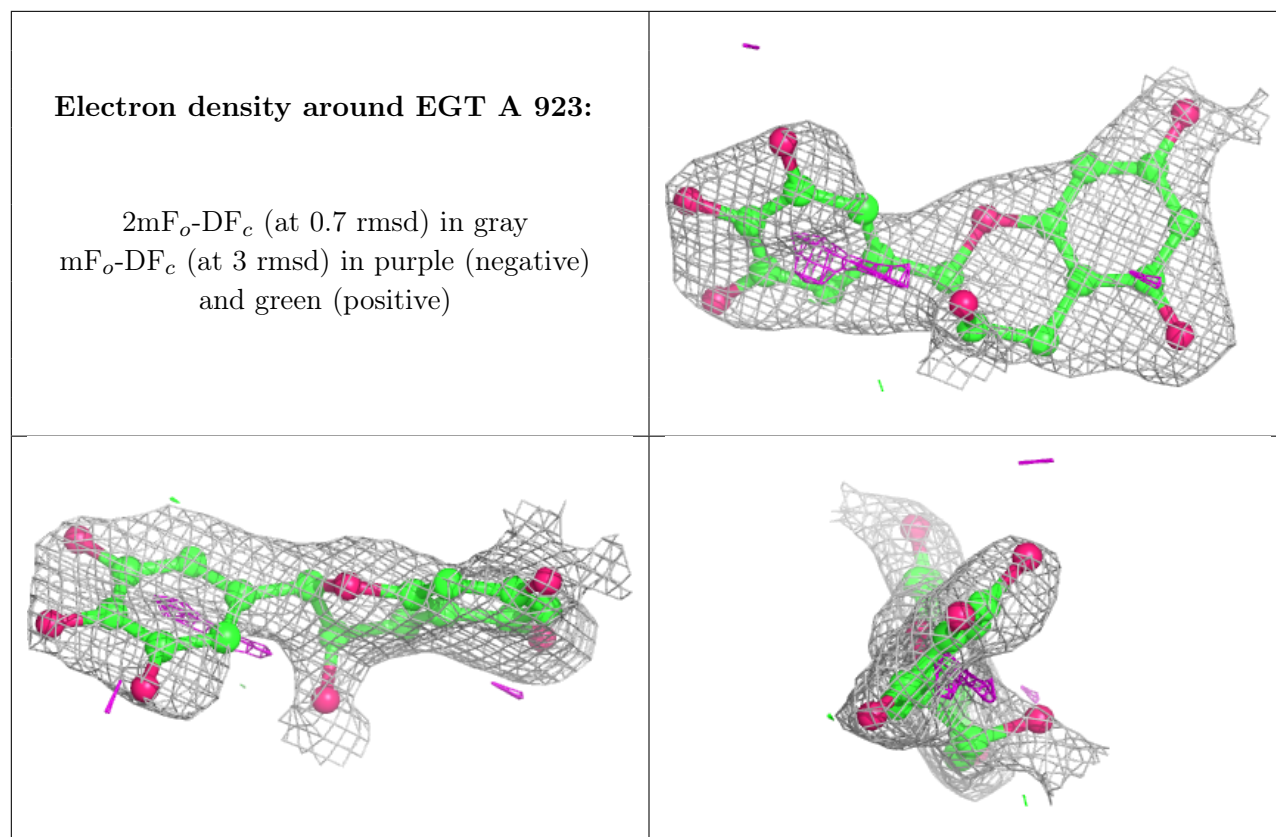 Electron density around EGT A 923:
2mFₒ-DF𝒸 (at 0.7 rmsd) in gray
mFₒ-DF𝒸 (at 3 rmsd) in purple (negative)
and green (positive)